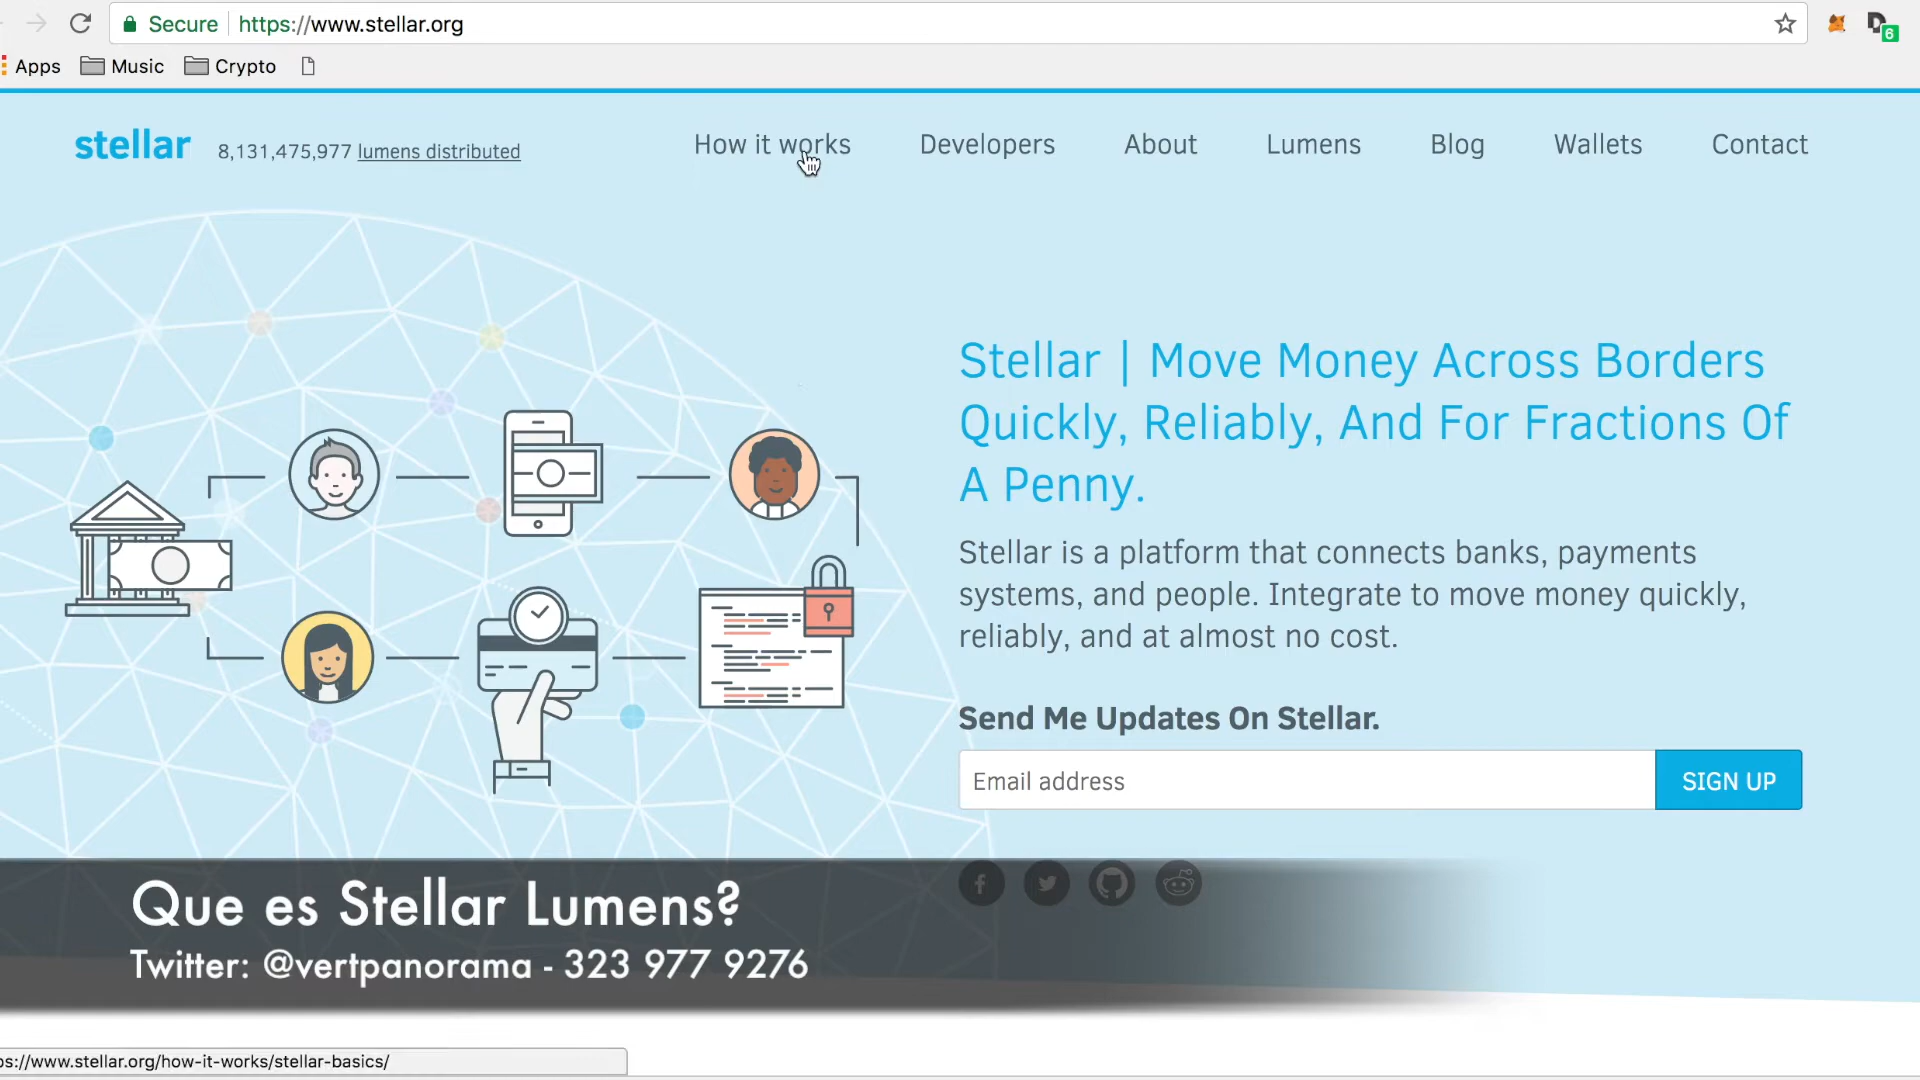 Secure https://www.stellar.org
6
Apps Music Crypto
stellar 8,131,475,977 lumens distributed How it works Developers About Lumens Blog Wallets Contact
Stellar | Move Money Across Borders
Quickly, Reliably, And For Fractions Of
A Penny.
Stellar is a platform that connects banks, payments
systems, and people. Integrate to move money quickly,
reliably, and at almost no cost.
Send Me Updates On Stellar.
Email address SIGN UP
Que es Stellar Lumens?
Twitter: @vertpanorama - 323 977 9276
ps://www.stellar.org/how-it-works/stellar-basics/